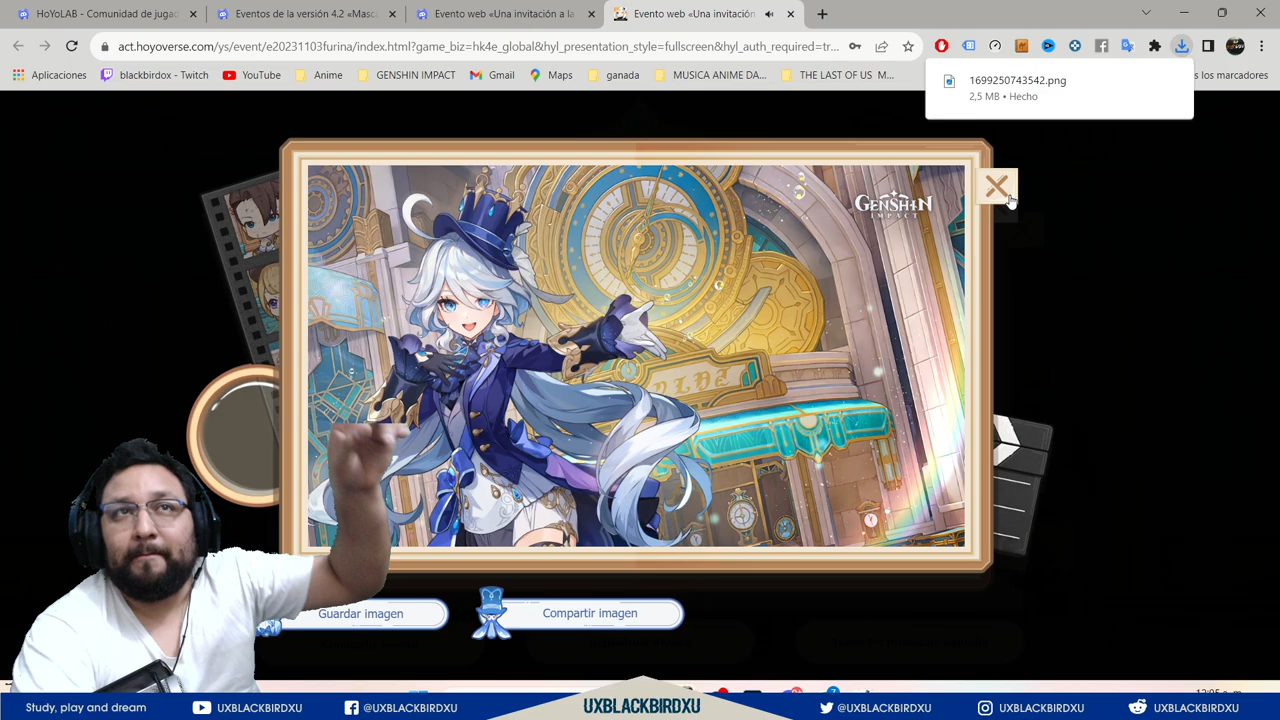 HoYoLAB - Comunidad de jugad
Eventos de la versión 4.2 «Masca
Evento web «Una invitación a la
Evento web «Una invitación
act.hoyoverse.com/ys/event/e20231103furina/index.html?game_biz=hk4e_global&hyl_presentation_style=fullscreen&hyl_auth_required=tr...
Aplicaciones
blackbirdox - Twitch
YouTube
Anime
GENSHIN IMPACT
Gmail
Maps
ganada
MUSICA ANIME DA...
THE LAST OF US M...
s los marcadores
1699250743542.png
2,5 MB • Hecho
GENSHIN
IMPACT
Guardar imagen
Compartir imagen
Study, play and dream
UXBLACKBIRDXU
@UXBLACKBIRDXU
UXBLACKBIRDXU
@UXBLACKBIRDXU
UXBLACKBIRDXU
UXBLACKBIRDXU